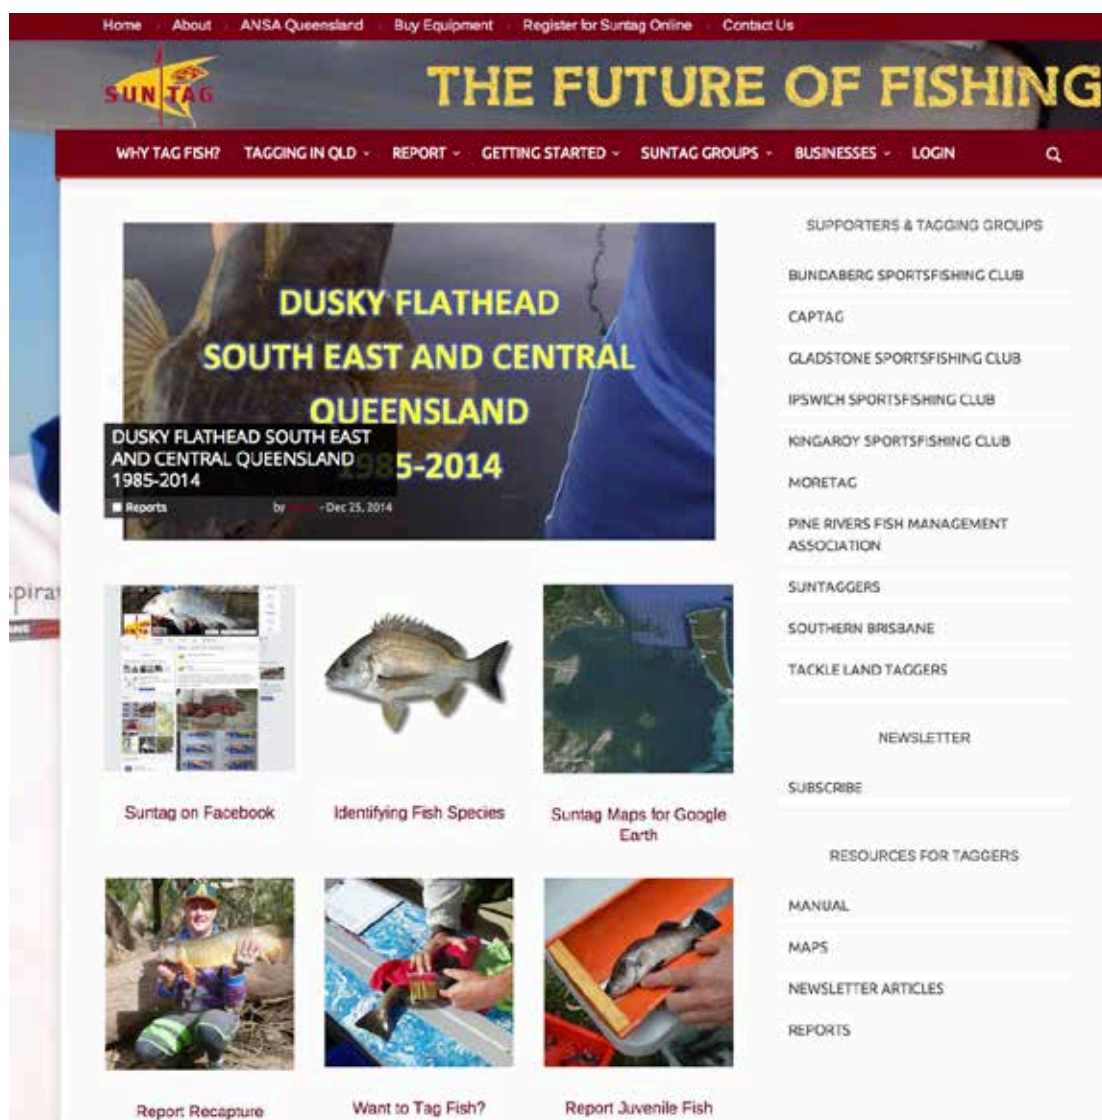 Home About ANSA Queensland Buy Equipment Register for Suntag Online Contact Us
SUNTAG
THE FUTURE OF FISHING
WHY TAG FISH? TAGGING IN QLD REPORT GETTING STARTED SUNTAG GROUPS BUSINESSES LOGIN
DUSKY FLATHEAD
SOUTH EAST AND CENTRAL
QUEENSLAND
5-2014
DUSKY FLATHEAD SOUTH EAST
AND CENTRAL QUEENSLAND
1985-2014
Reports by - Dec 25, 2014
Suntag on Facebook
Identifying Fish Species
Suntag Maps for Google
Earth
Report Recapture
Want to Tag Fish?
Report Juvenile Fish
SUPPORTERS & TAGGING GROUPS
BUNDABERG SPORTSFISHING CLUB
CAPTAG
GLADSTONE SPORTSFISHING CLUB
IPSWICH SPORTSFISHING CLUB
KINGAROY SPORTSFISHING CLUB
MORETAG
PINE RIVERS FISH MANAGEMENT
ASSOCIATION
SUNTAGGERS
SOUTHERN BRISBANE
TACKLE LAND TAGGERS
NEWSLETTER
SUBSCRIBE
RESOURCES FOR TAGGERS
MANUAL
MAPS
NEWSLETTER ARTICLES
REPORTS